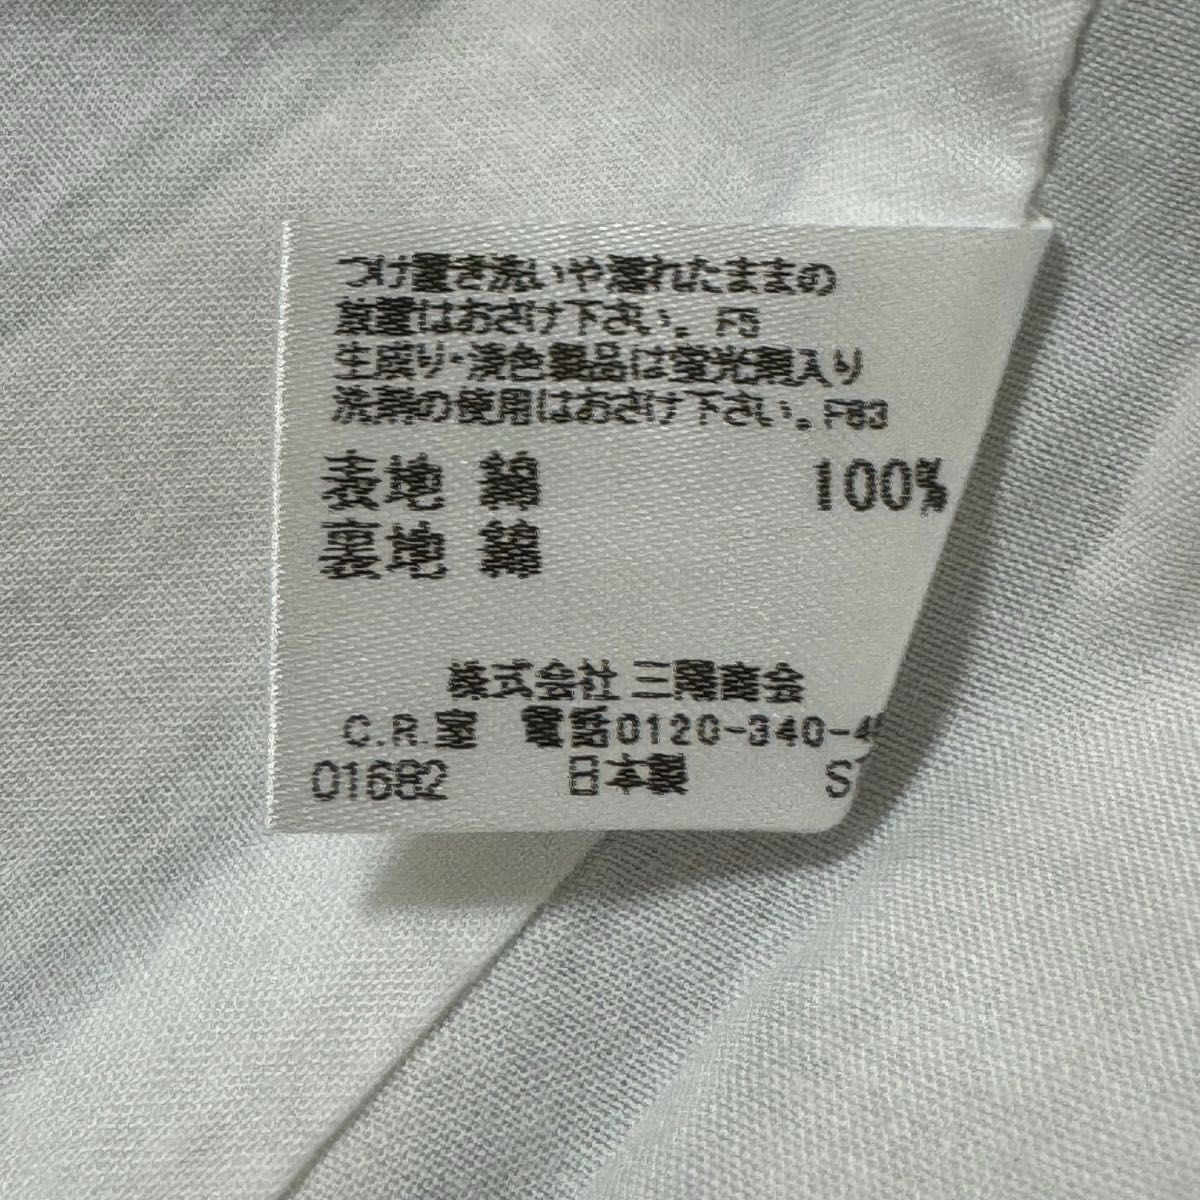 つけ置き洗いや濡れたままの
放置はおさけ下さい。F5
生成り・淡色製品は蛍光剤入り
洗剤の使用はおさけ下さい。F63
表地 綿 100%
裏地 綿
株式会社 三陽商会
C.R.室 電話0120-340-4
01682 日本製 S